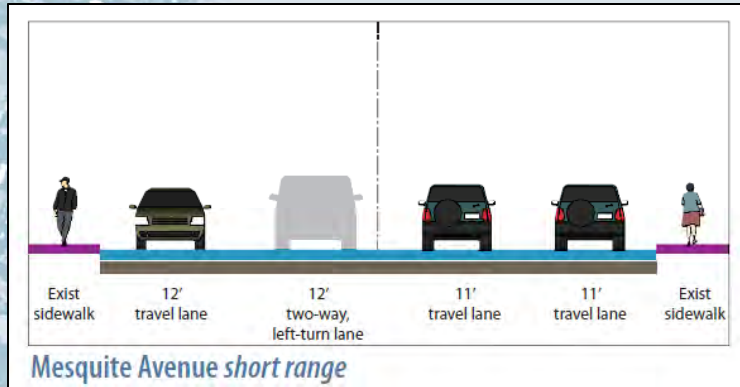 Exist
sidewalk
12’
travel lane
12’
two-way,
left-turn lane
11’
travel lane
11’
travel lane
Exist
sidewalk
Mesquite Avenue short range